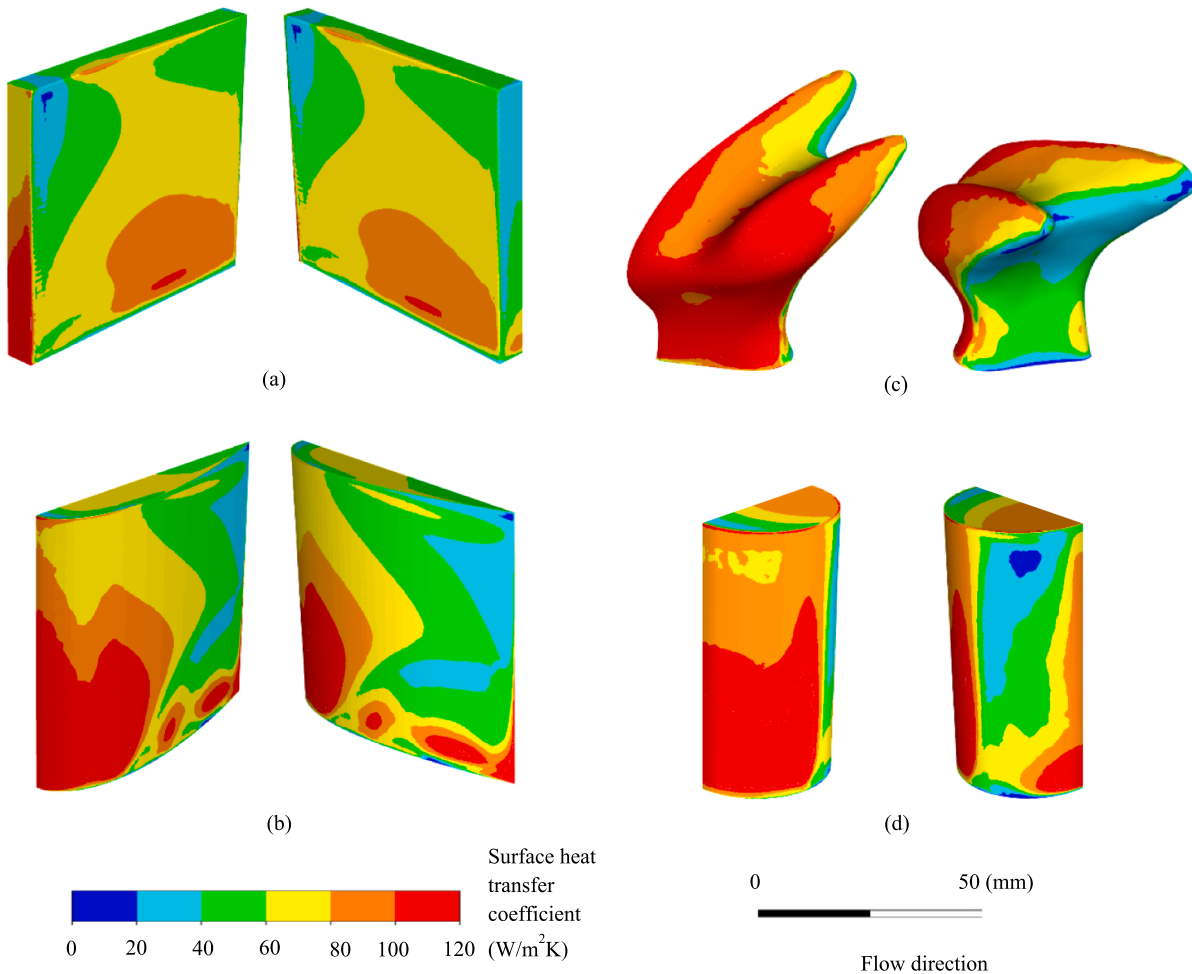 (a)
(c)
(b)
(d)
Surface heat
transfer
coefficient
(W/m²K)
0 20 40 60 80 100 120
0 50 (mm)
Flow direction